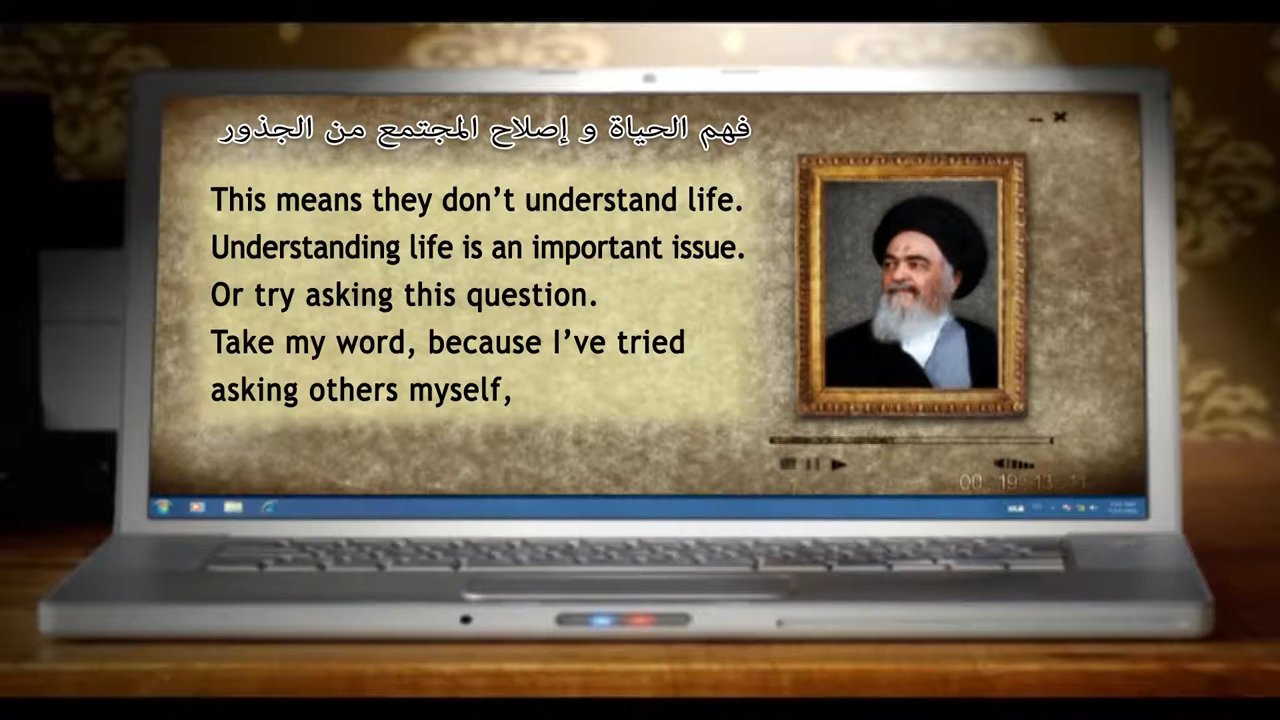 فهم الحياة و إصلاح المجتمع من الجذور
This means they don’t understand life.
Understanding life is an important issue.
Or try asking this question.
Take my word, because I’ve tried
asking others myself,